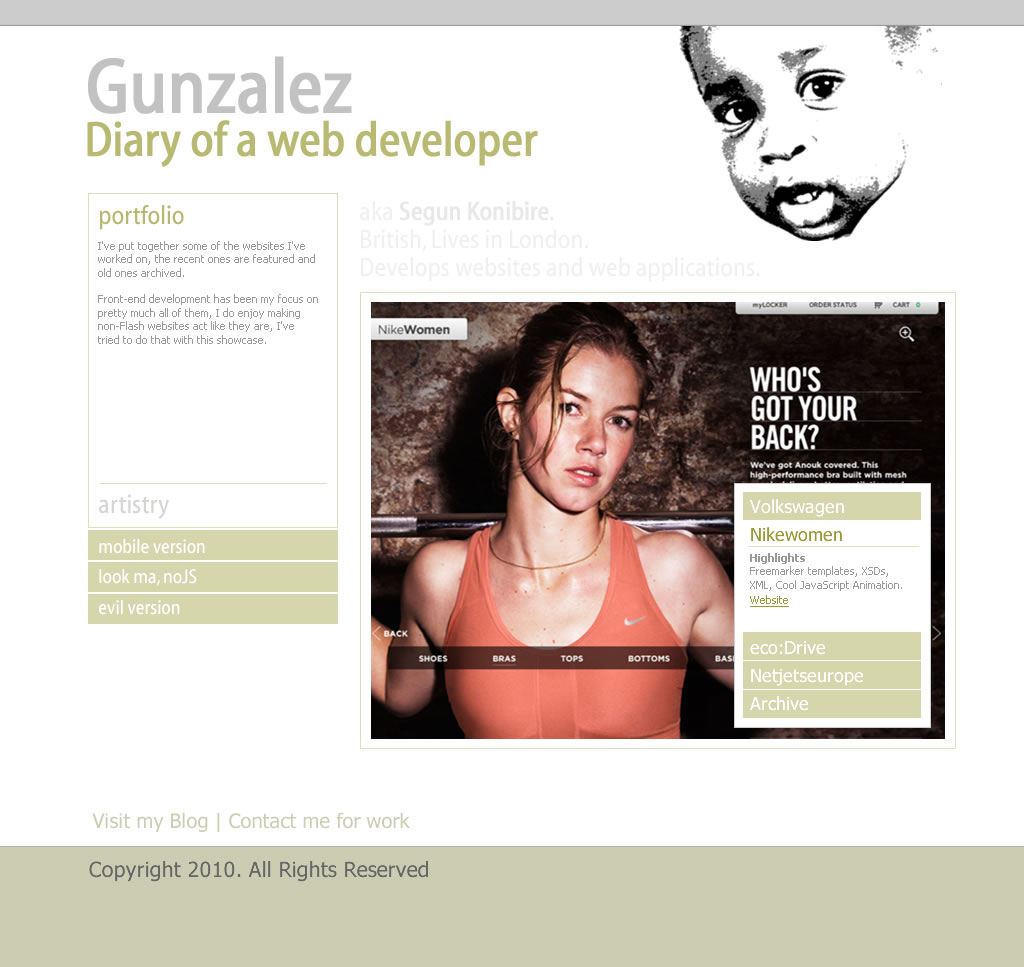 Gunzalez
Diary of a web developer
portfolio
I've put together some of the websites I've
worked on, the recent ones are featured and
old ones archived.
Front-end development has been my focus on
pretty much all of them, I do enjoy making
non-Flash websites act like they are, I've
tried to do that with this showcase.
artistry
mobile version
look ma, noJS
evil version
aka Segun Konibire.
British, Lives in London.
Develops websites and web applications.
myLOCKER ORDER STATUS CART 0
NikeWomen
WHO'S
GOT YOUR
BACK?
We've got Anouk covered. This
high-performance bra built with mesh
BACK
SHOES BRAS TOPS BOTTOMS BAS
Volkswagen
Nikewomen
Highlights
Freemarker templates, XSDs,
XML, Cool JavaScript Animation.
Website
eco:Drive
Netjetseurope
Archive
Visit my Blog | Contact me for work
Copyright 2010. All Rights Reserved